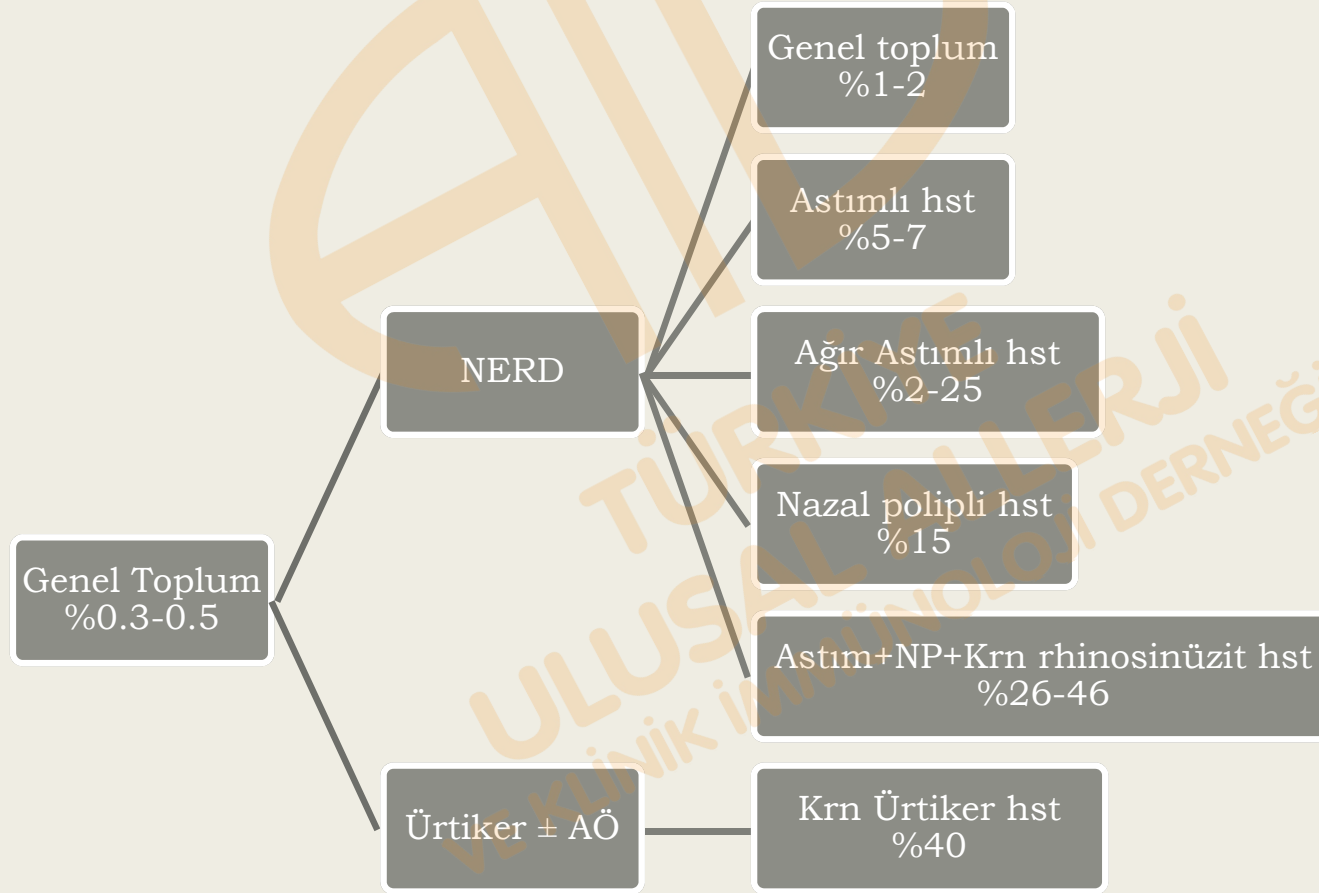 Genel Toplum
%0.3-0.5
NERD
Genel toplum
%1-2
Astımlı hst
%5-7
Ağır Astımlı hst
%2-25
Nazal polipli hst
%15
Astım+NP+Krn rhinosinüzit hst
%26-46
Ürtiker ± AÖ
Krn Ürtiker hst
%40
TÜRKİYE
ULUSAL ALLERJİ
VE KLİNİK İMMÜNOLOJİ DERNEĞİ